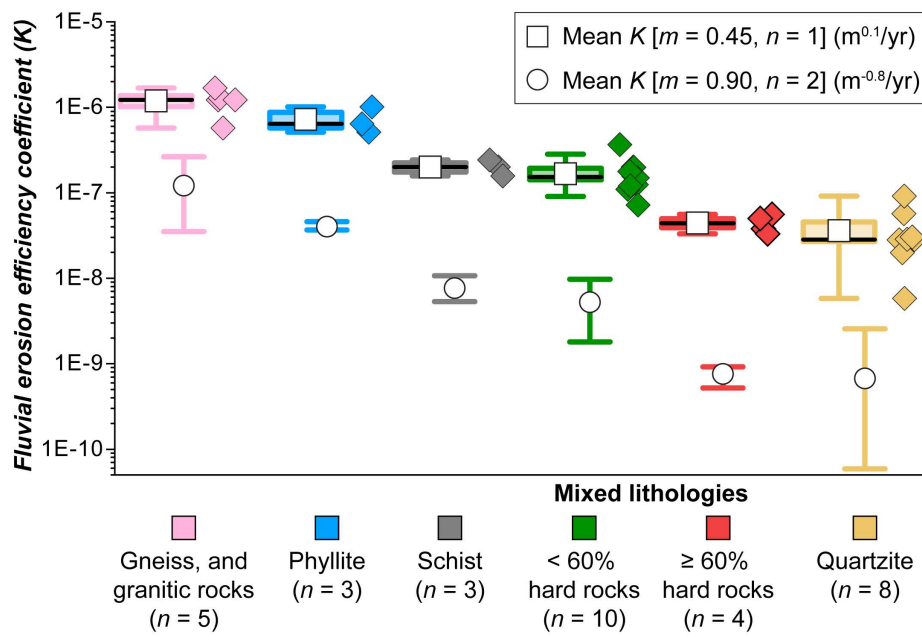 Fluvial erosion efficiency coefficient (K)
1E-5
1E-6
1E-7
1E-8
1E-9
1E-10
Mean K [m = 0.45, n = 1] (m^0.1/yr)
Mean K [m = 0.90, n = 2] (m^-0.8/yr)
Mixed lithologies
Gneiss, and
granitic rocks
(n = 5)
Phyllite
(n = 3)
Schist
(n = 3)
< 60%
hard rocks
(n = 10)
≥ 60%
hard rocks
(n = 4)
Quartzite
(n = 8)